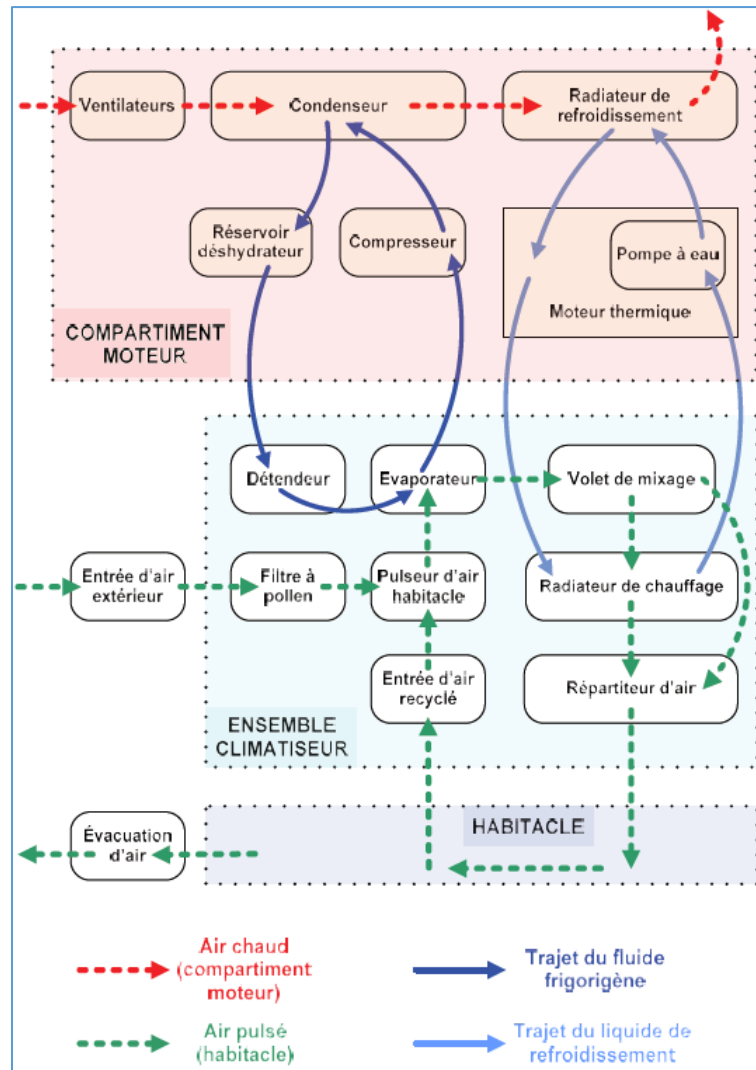 Ventilateurs
Condenseur
Radiateur de
refroidissement
Réservoir
déshydrateur
Compresseur
Pompe à eau
Moteur thermique
COMPARTIMENT
MOTEUR
Détendeur
Evaporateur
Volet de mixage
Entrée d'air
extérieur
Filtre à
pollen
Pulseur d'air
habitacle
Radiateur de chauffage
Entrée d'air
recyclé
Répartiteur d'air
ENSEMBLE
CLIMATISEUR
HABITACLE
Évacuation
d'air
Air chaud
(compartiment
moteur)
Trajet du fluide
frigorigène
Air pulsé
(habitacle)
Trajet du liquide de
refroidissement